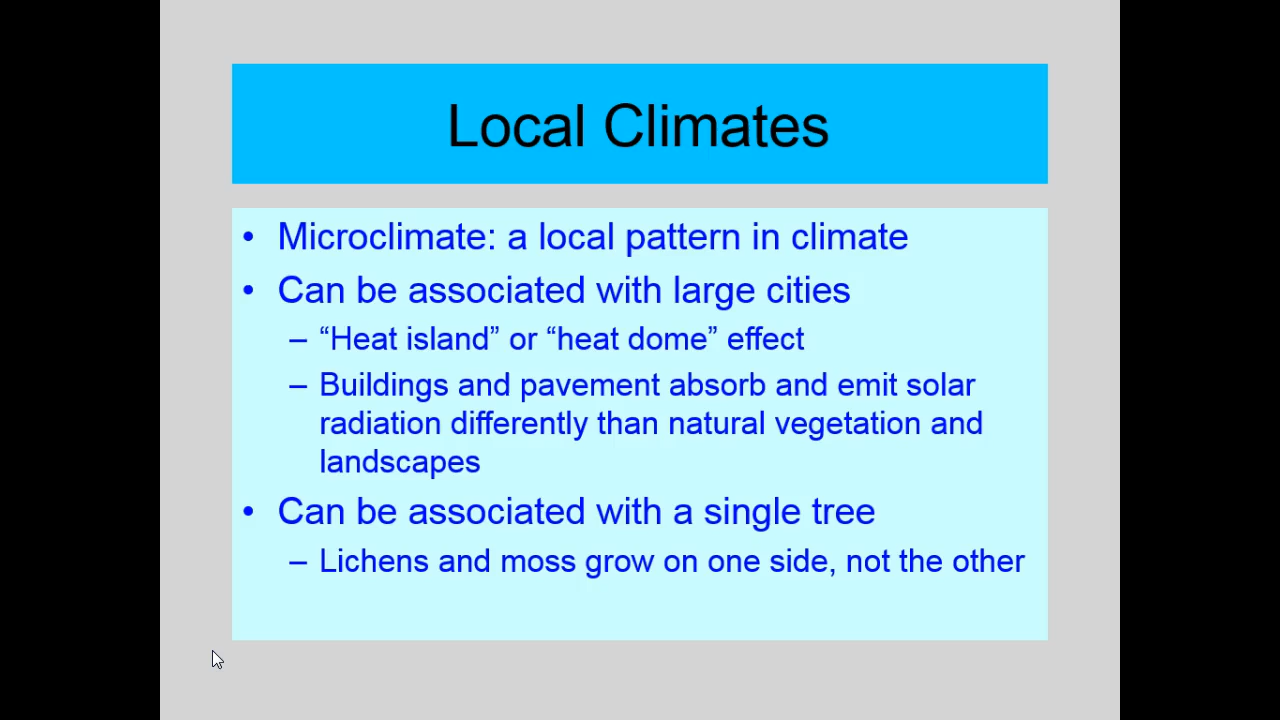 Local Climates
• Microclimate: a local pattern in climate
• Can be associated with large cities
– “Heat island” or “heat dome” effect
– Buildings and pavement absorb and emit solar
radiation differently than natural vegetation and
landscapes
• Can be associated with a single tree
– Lichens and moss grow on one side, not the other